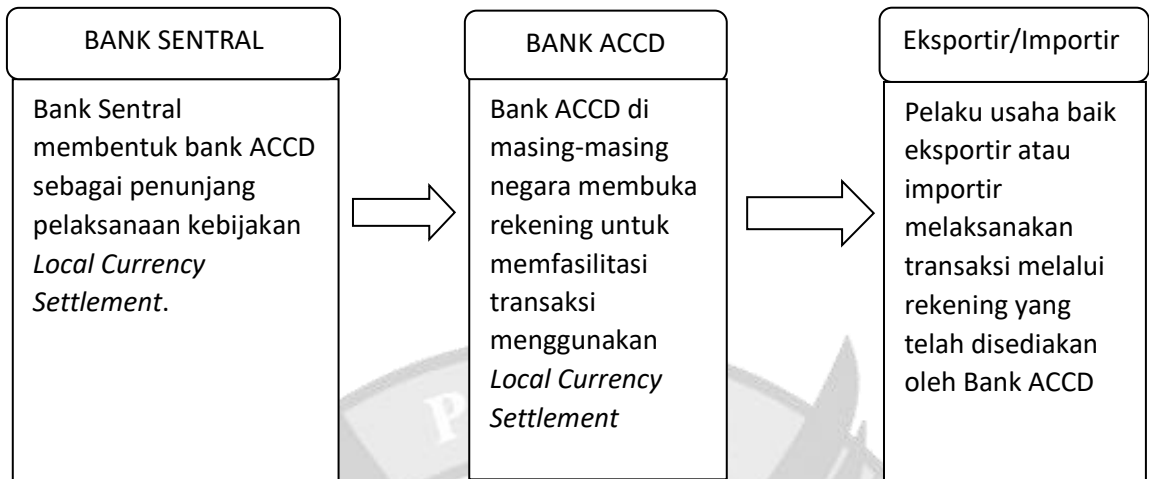 BANK SENTRAL
Bank Sentral
membentuk bank ACCD
sebagai penunjang
pelaksanaan kebijakan
Local Currency
Settlement.
BANK ACCD
Bank ACCD di
masing-masing
negara membuka
rekening untuk
memfasilitasi
transaksi
menggunakan
Local Currency
Settlement
Eksportir/Importir
Pelaku usaha baik
eksportir atau
importir
melaksanakan
transaksi melalui
rekening yang
telah disediakan
oleh Bank ACCD